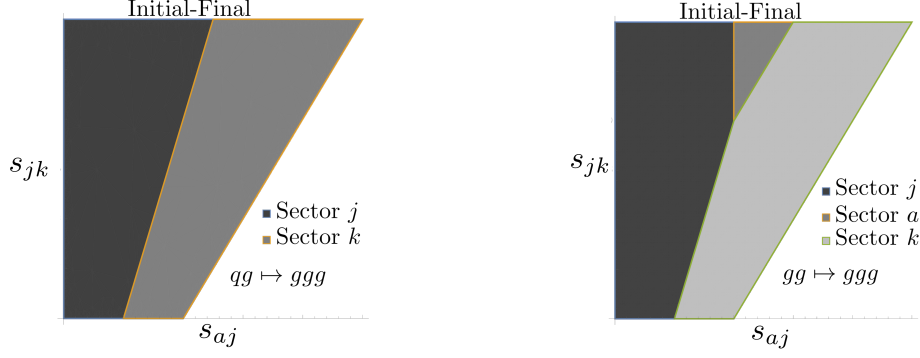 Initial-Final
s_{jk}
Sector j
Sector k
qg ↦ ggg
s_{aj}
Initial-Final
s_{jk}
Sector j
Sector a
Sector k
gg ↦ ggg
s_{aj}